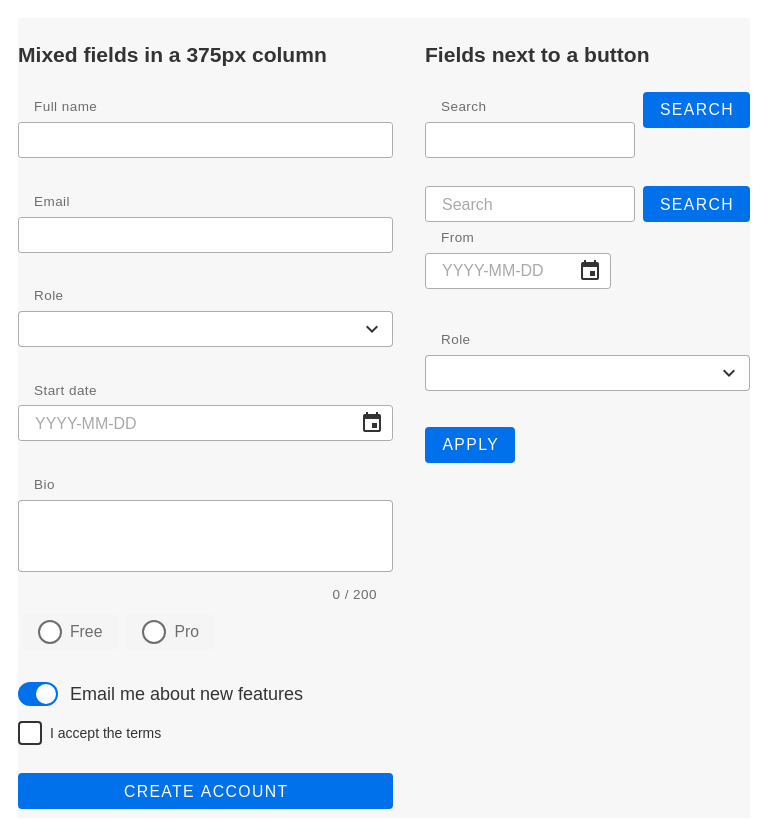 Mixed fields in a 375px column
Full name
Email
Role
Start date
YYYY-MM-DD
Bio
0 / 200
Free
Pro
Email me about new features
I accept the terms
CREATE ACCOUNT
Fields next to a button
Search
SEARCH
Search
SEARCH
From
YYYY-MM-DD
Role
APPLY